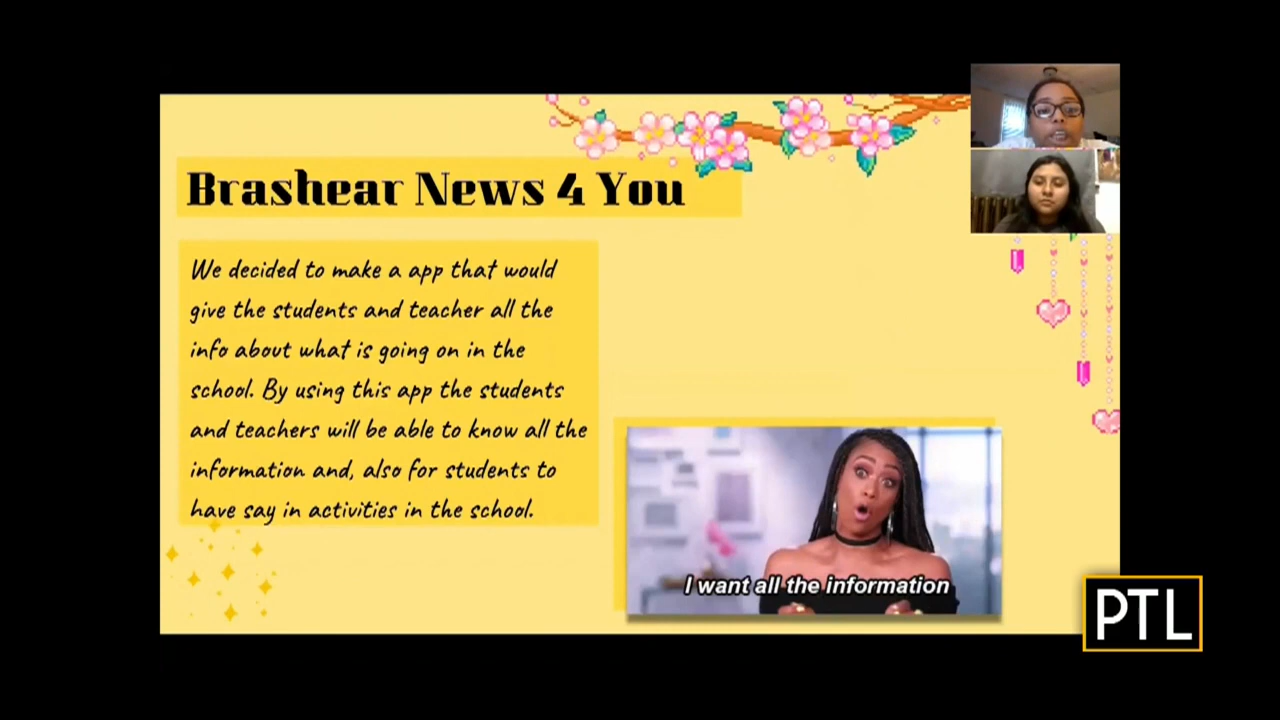 Brashear News 4 You
We decided to make a app that would
give the students and teacher all the
info about what is going on in the
school. By using this app the students
and teachers will be able to know all the
information and, also for students to
have say in activities in the school.
I want all the information
PTL